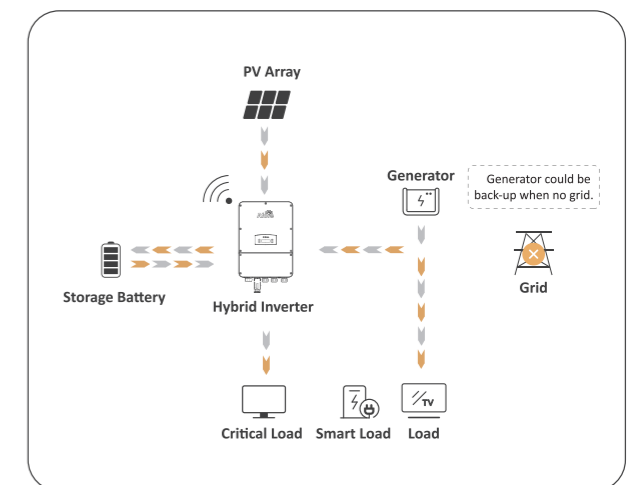 PV Array
Generator
Generator could be
back-up when no grid.
Storage Battery
Hybrid Inverter
Grid
TV
Critical Load
Smart Load
Load